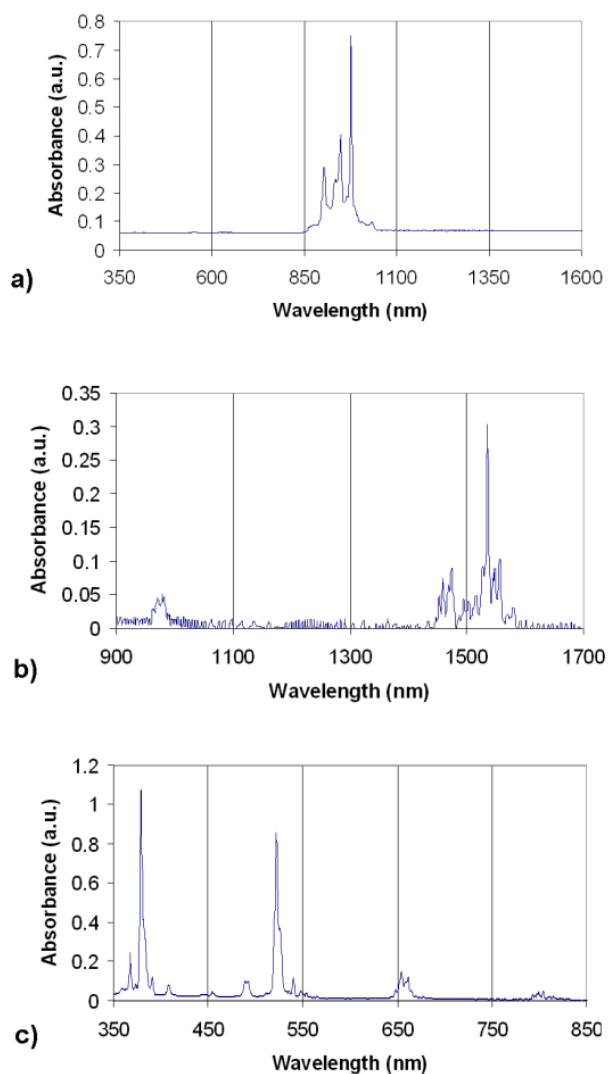 0.8
0.7
0.6
0.5
0.4
0.3
0.2
0.1
0
Absorbance (a.u.)
350 600 850 1100 1350 1600
Wavelength (nm)
a)
0.35
0.3
0.25
0.2
0.15
0.1
0.05
0
Absorbance (a.u.)
900 1100 1300 1500 1700
Wavelength (nm)
b)
1.2
1
0.8
0.6
0.4
0.2
0
Absorbance (a.u.)
350 450 550 650 750 850
Wavelength (nm)
c)